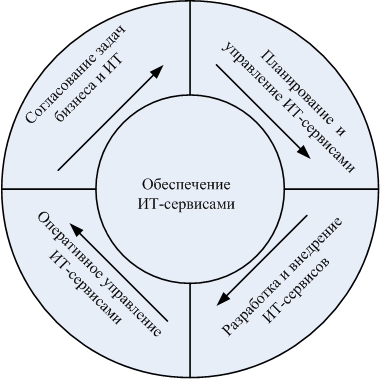 Согласование задач
бизнеса и ИТ
Планирование и
управление ИТ-сервисами
Обеспечение
ИТ-сервисами
Оперативное управление
ИТ-сервисами
Разработка и внедрение
ИТ-сервисов